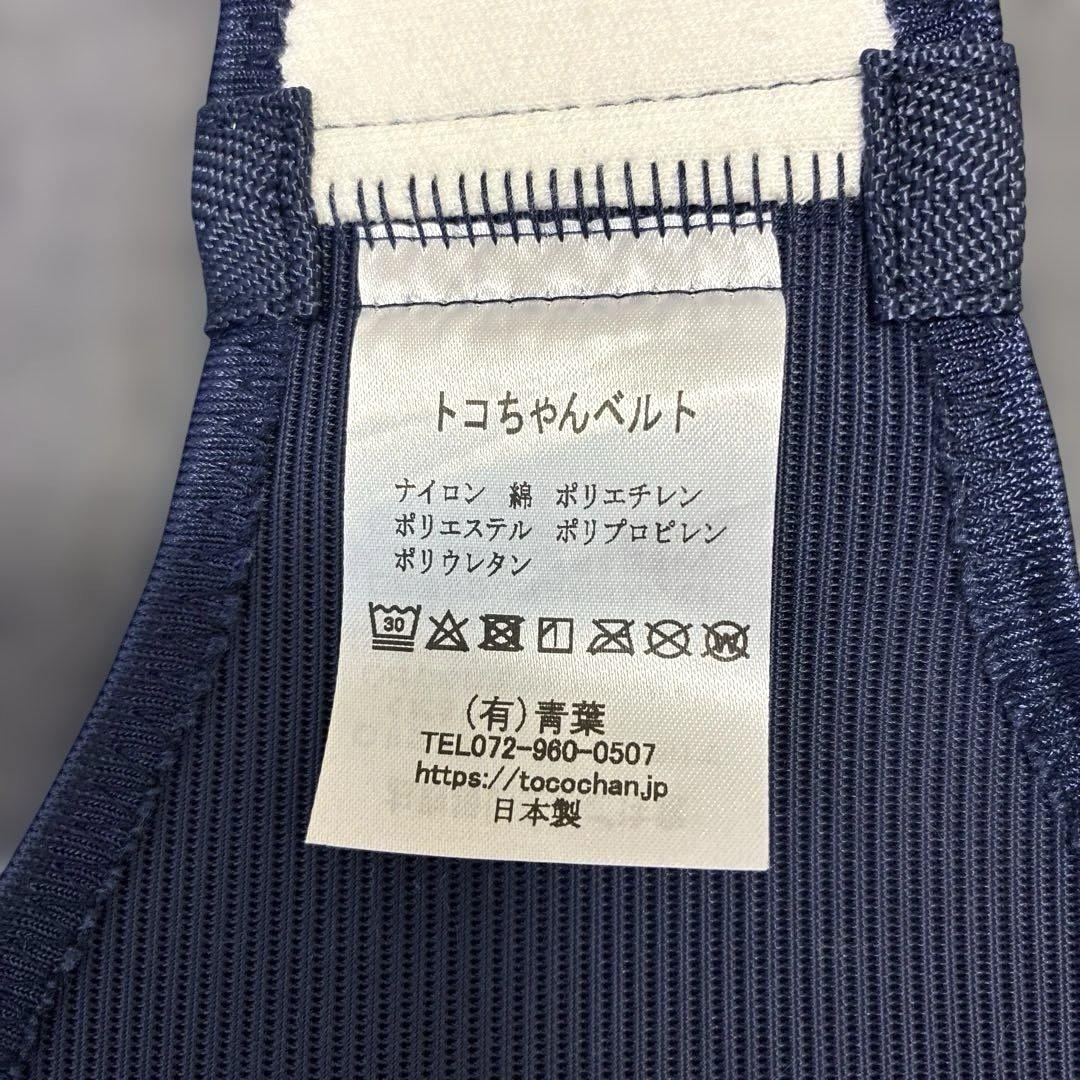 トコちゃんベルト
ナイロン 綿 ポリエチレン
ポリエステル ポリプロピレン
ポリウレタン
30
W
(有)青葉
TEL072-960-0507
https://tocochan.jp
日本製